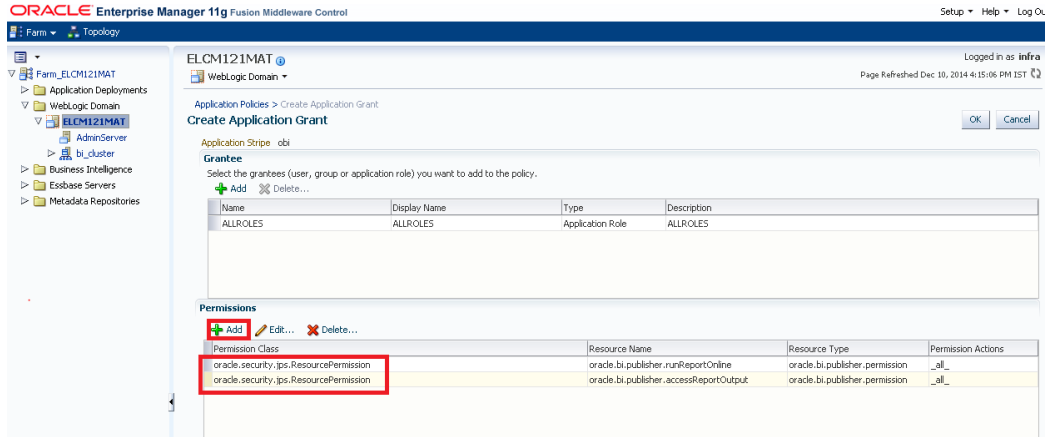 ORACLE Enterprise Manager 11g Fusion Middleware Control
Setup Help Log Ou
Farm Topology
ELCM121MAT
Logged in as infra
WebLogic Domain
Page Refreshed Dec 10, 2014 4:15:06 PM IST
Farm_ELCM121MAT
Application Deployments
WebLogic Domain
ELCM121MAT
AdminServer
bi_cluster
Business Intelligence
Essbase Servers
Metadata Repositories
Application Policies > Create Application Grant
Create Application Grant
OK Cancel
Application Stripe obi
Grantee
Select the grantees (user, group or application role) you want to add to the policy.
Add Delete...
Name Display Name Type Description
ALLROLES ALLROLES Application Role ALLROLES
Permissions
Add Edit... Delete...
Permission Class Resource Name Resource Type Permission Actions
oracle.security.jps.ResourcePermission oracle.bi.publisher.runReportOnline oracle.bi.publisher.permission _all_
oracle.security.jps.ResourcePermission oracle.bi.publisher.accessReportOutput oracle.bi.publisher.permission _all_